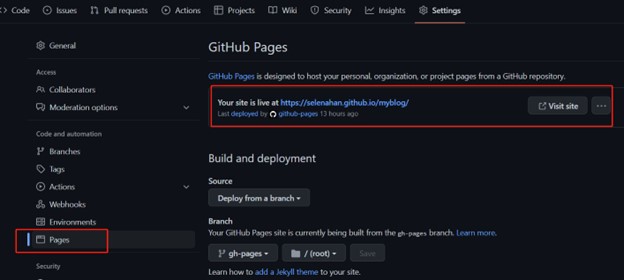 Code Issues Pull requests Actions Projects Wiki Security Insights Settings
General
Access
Collaborators
Moderation options
Code and automation
Branches
Tags
Actions
Webhooks
Environments
Pages
Security
GitHub Pages
GitHub Pages is designed to host your personal, organization, or project pages from a GitHub repository.
Your site is live at https://selenahan.github.io/myblog/
Last deployed by github-pages 13 hours ago
Visit site
Build and deployment
Source
Deploy from a branch
Branch
Your GitHub Pages site is currently being built from the gh-pages branch. Learn more.
gh-pages / (root) Save
Learn how to add a Jekyll theme to your site.